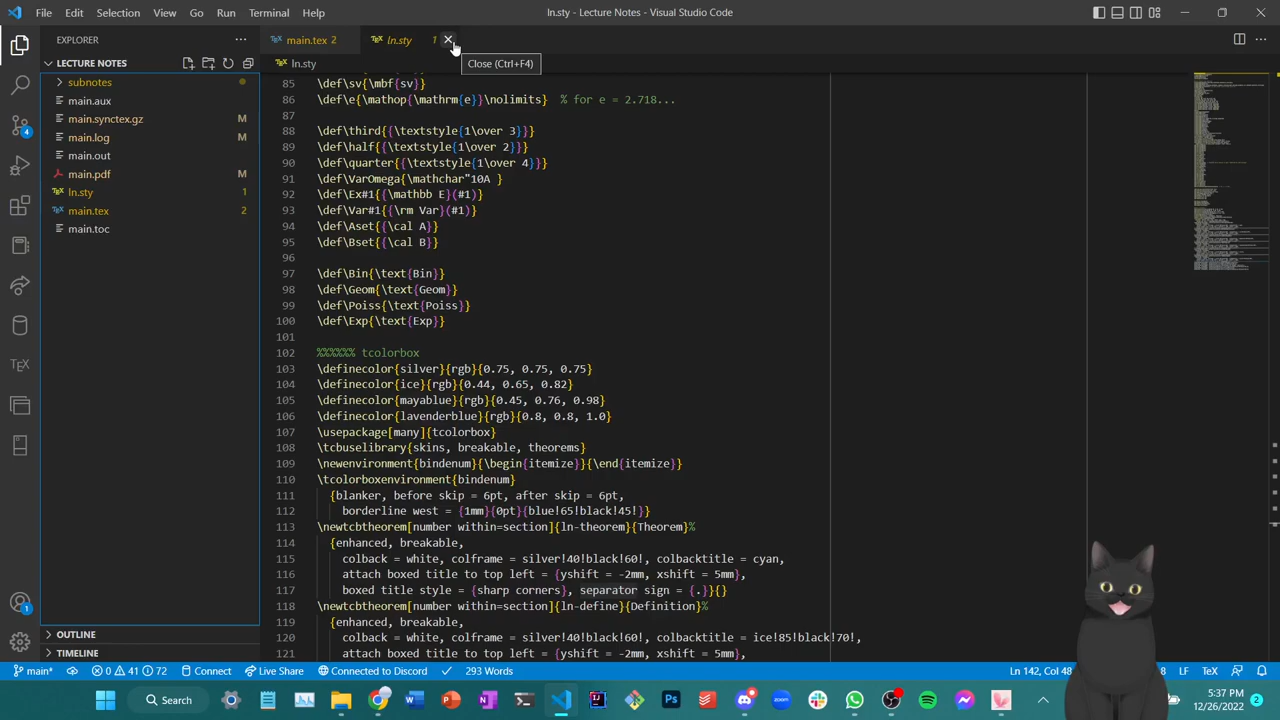 File Edit Selection View Go Run Terminal Help
ln.sty - Lecture Notes - Visual Studio Code
EXPLORER
LECTURE NOTES
subnotes
main.aux
main.synctex.gz M
main.log M
main.out
main.pdf M
ln.sty 1
main.tex 2
main.toc
OUTLINE
TIMELINE
main.tex 2
ln.sty 1
Close (Ctrl+F4)
ln.sty
85 \def\sv{\mbf{sv}
86 \def\e{\mathop{\mathrm{e}}\nolimits} % for e = 2.718...
87
88 \def\third{{\textstyle{1\over 3}}}
89 \def\half{{\textstyle{1\over 2}}}
90 \def\quarter{{\textstyle{1\over 4}}}
91 \def\VarOmega{\mathchar"10A }
92 \def\Ex#1{{\mathbb E}(#1)}
93 \def\Var#1{{\rm Var}(#1)}
94 \def\Aset{{\cal A}}
95 \def\Bset{{\cal B}}
96
97 \def\Bin{\text{Bin}}
98 \def\Geom{\text{Geom}}
99 \def\Poiss{\text{Poiss}}
100 \def\Exp{\text{Exp}}
101
102 %%%%%% tcolorbox
103 \definecolor{silver}{rgb}{0.75, 0.75, 0.75}
104 \definecolor{ice}{rgb}{0.44, 0.65, 0.82}
105 \definecolor{mayablue}{rgb}{0.45, 0.76, 0.98}
106 \definecolor{lavenderblue}{rgb}{0.8, 0.8, 1.0}
107 \usepackage[many]{tcolorbox}
108 \tcbuselibrary{skins, breakable, theorems}
109 \newenvironment{bindenum}{\begin{itemize}}{\end{itemize}}
110 \tcolorboxenvironment{bindenum}
111 {blanker, before skip = 6pt, after skip = 6pt,
112 borderline west = {1mm}{0pt}{blue!65!black!45!}}
113 \newtcbtheorem[number within=section]{ln-theorem}{Theorem}%
114 {enhanced, breakable,
115 colback = white, colframe = silver!40!black!60!, colbacktitle = cyan,
116 attach boxed title to top left = {yshift = -2mm, xshift = 5mm},
117 boxed title style = {sharp corners}, separator sign = {.}}{}
118 \newtcbtheorem[number within=section]{ln-define}{Definition}%
119 {enhanced, breakable,
120 colback = white, colframe = silver!40!black!60!, colbacktitle = ice!85!black!70!,
121 attach boxed title to top left = {yshift = -2mm, xshift = 5mm},
4
1
main* 0 41 72 Connect Live Share Connected to Discord 293 Words Ln 142, Col 48 LF TeX
Search
5:37 PM
12/26/2022
2